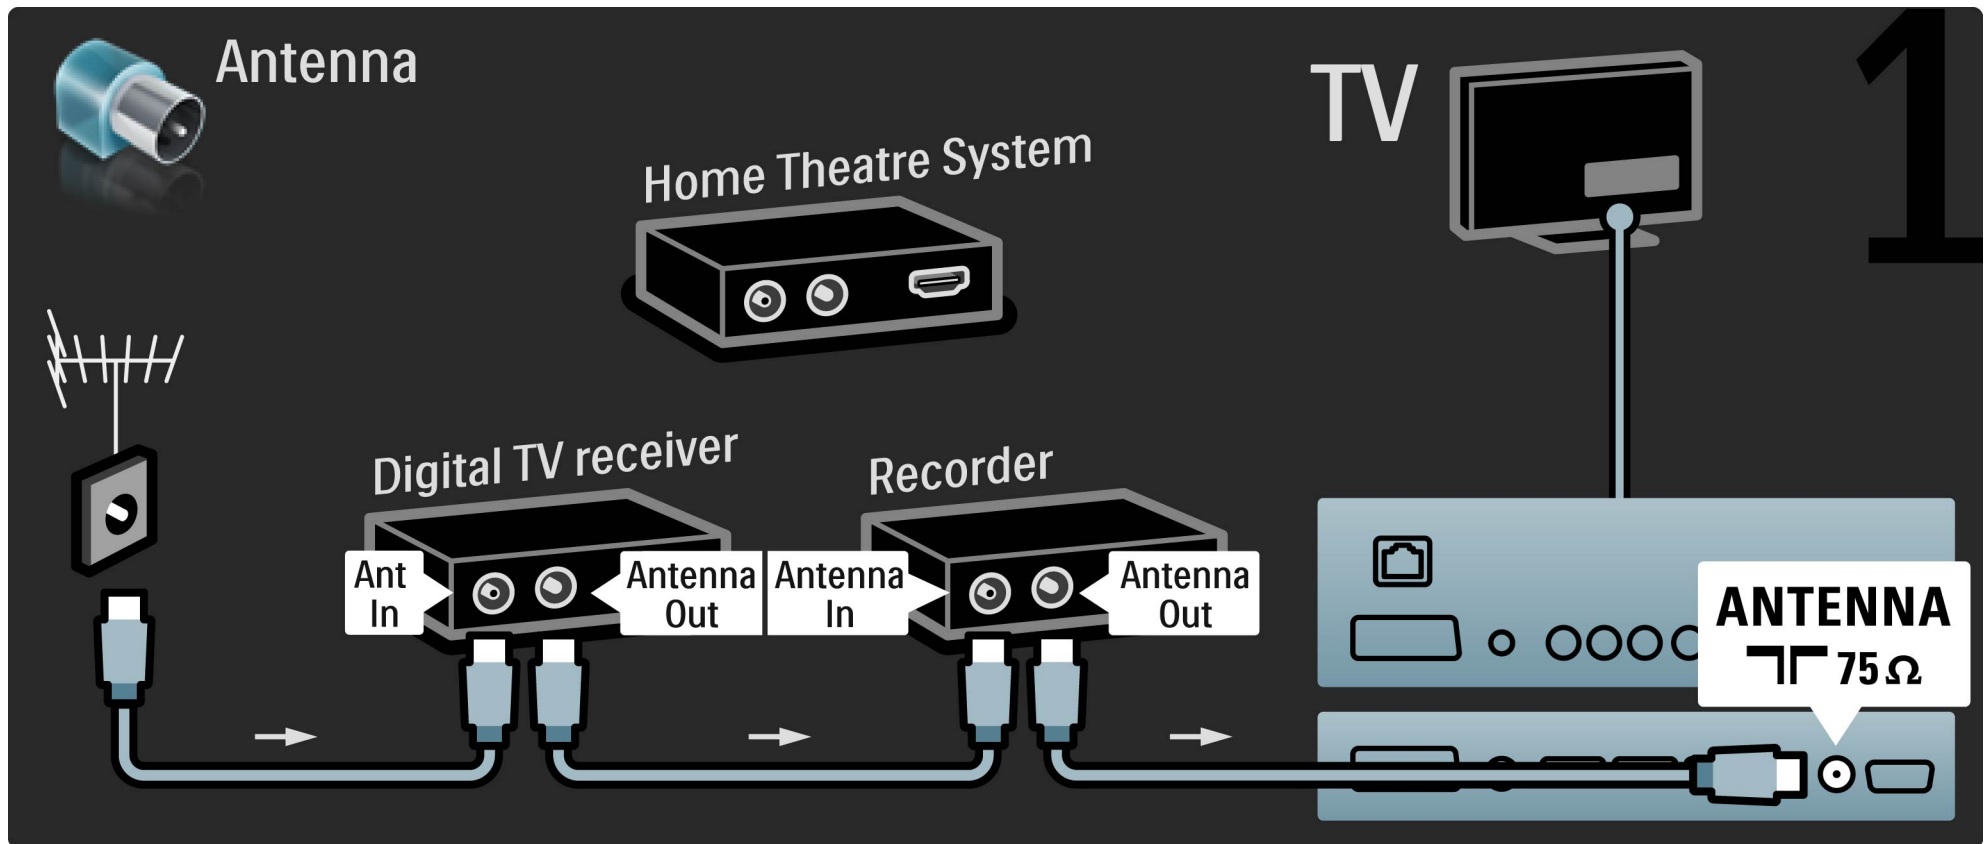 Antenna
TV
1
Home Theatre System
Digital TV receiver
Recorder
Ant
In
Antenna
Out
Antenna
In
Antenna
Out
ANTENNA
75 Ω